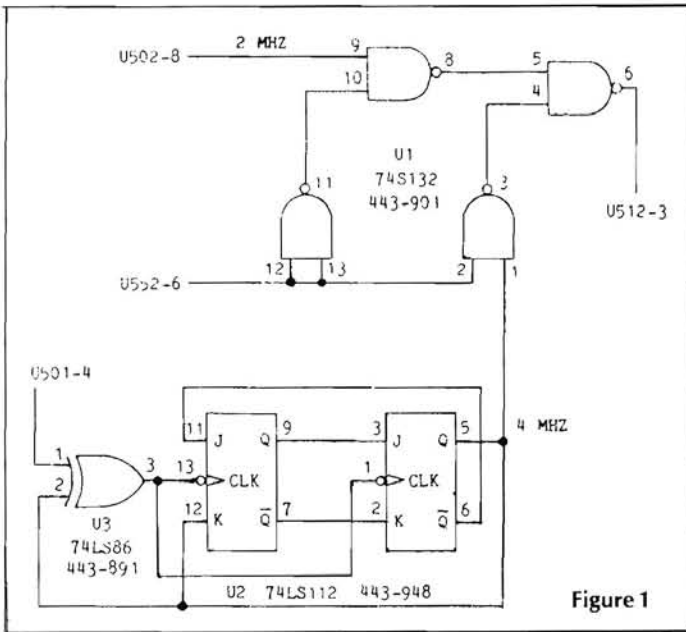 U502-8
2 MHZ
9
10
8
5
4
6
U1
74S132
443-901
11
3
U512-3
12
13
2
1
U552-6
U501-4
11
J
Q
9
3
J
Q
5
4 MHZ
1
2
3
13
CLK
1
CLK
12
K
Q
7
2
K
Q
6
U3
74LS86
443-891
U2 74LS112 443-948
Figure 1